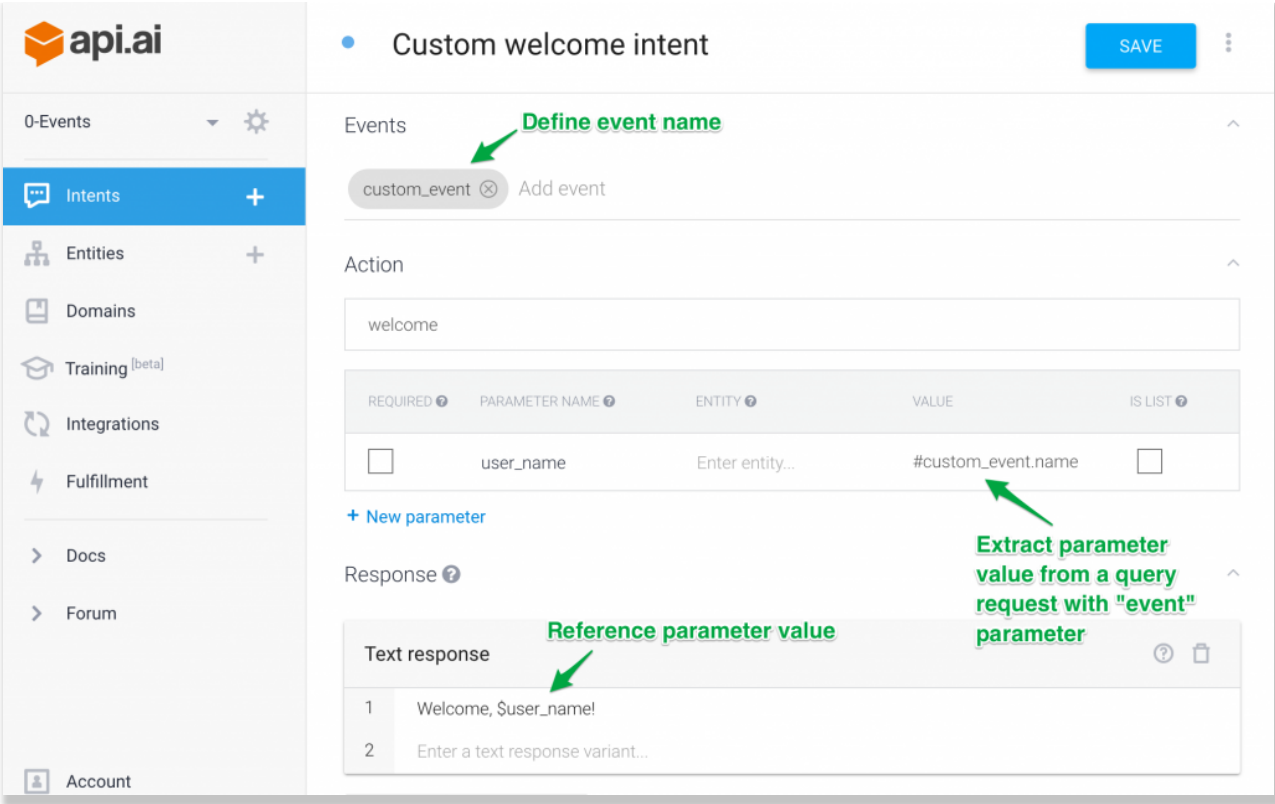 api.ai
Custom welcome intent
SAVE
0-Events
Intents
Entities
Domains
Training [beta]
Integrations
Fulfillment
Docs
Forum
Account
Events
Define event name
custom_event
Add event
Action
welcome
REQUIRED
PARAMETER NAME
ENTITY
VALUE
IS LIST
user_name
Enter entity...
#custom_event.name
+ New parameter
Extract parameter
value from a query
request with "event"
parameter
Response
Reference parameter value
Text response
1 Welcome, $user_name!
2 Enter a text response variant...